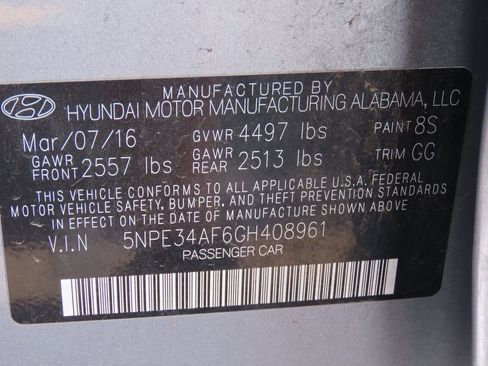 MANUFACTURED BY
HYUNDAI MOTOR MANUFACTURING ALABAMA, LLC
Mar/07/16 GVWR 4497 lbs PAINT 8S
GAWR FRONT 2557 lbs GAWR REAR 2513 lbs TRIM GG
THIS VEHICLE CONFORMS TO ALL APPLICABLE U.S.A. FEDERAL
MOTOR VEHICLE SAFETY, BUMPER, AND THEFT PREVENTION STANDARDS
IN EFFECT ON THE DATE OF MANUFACTURE SHOWN ABOVE.
V.I.N 5NPE34AF6GH408961
PASSENGER CAR